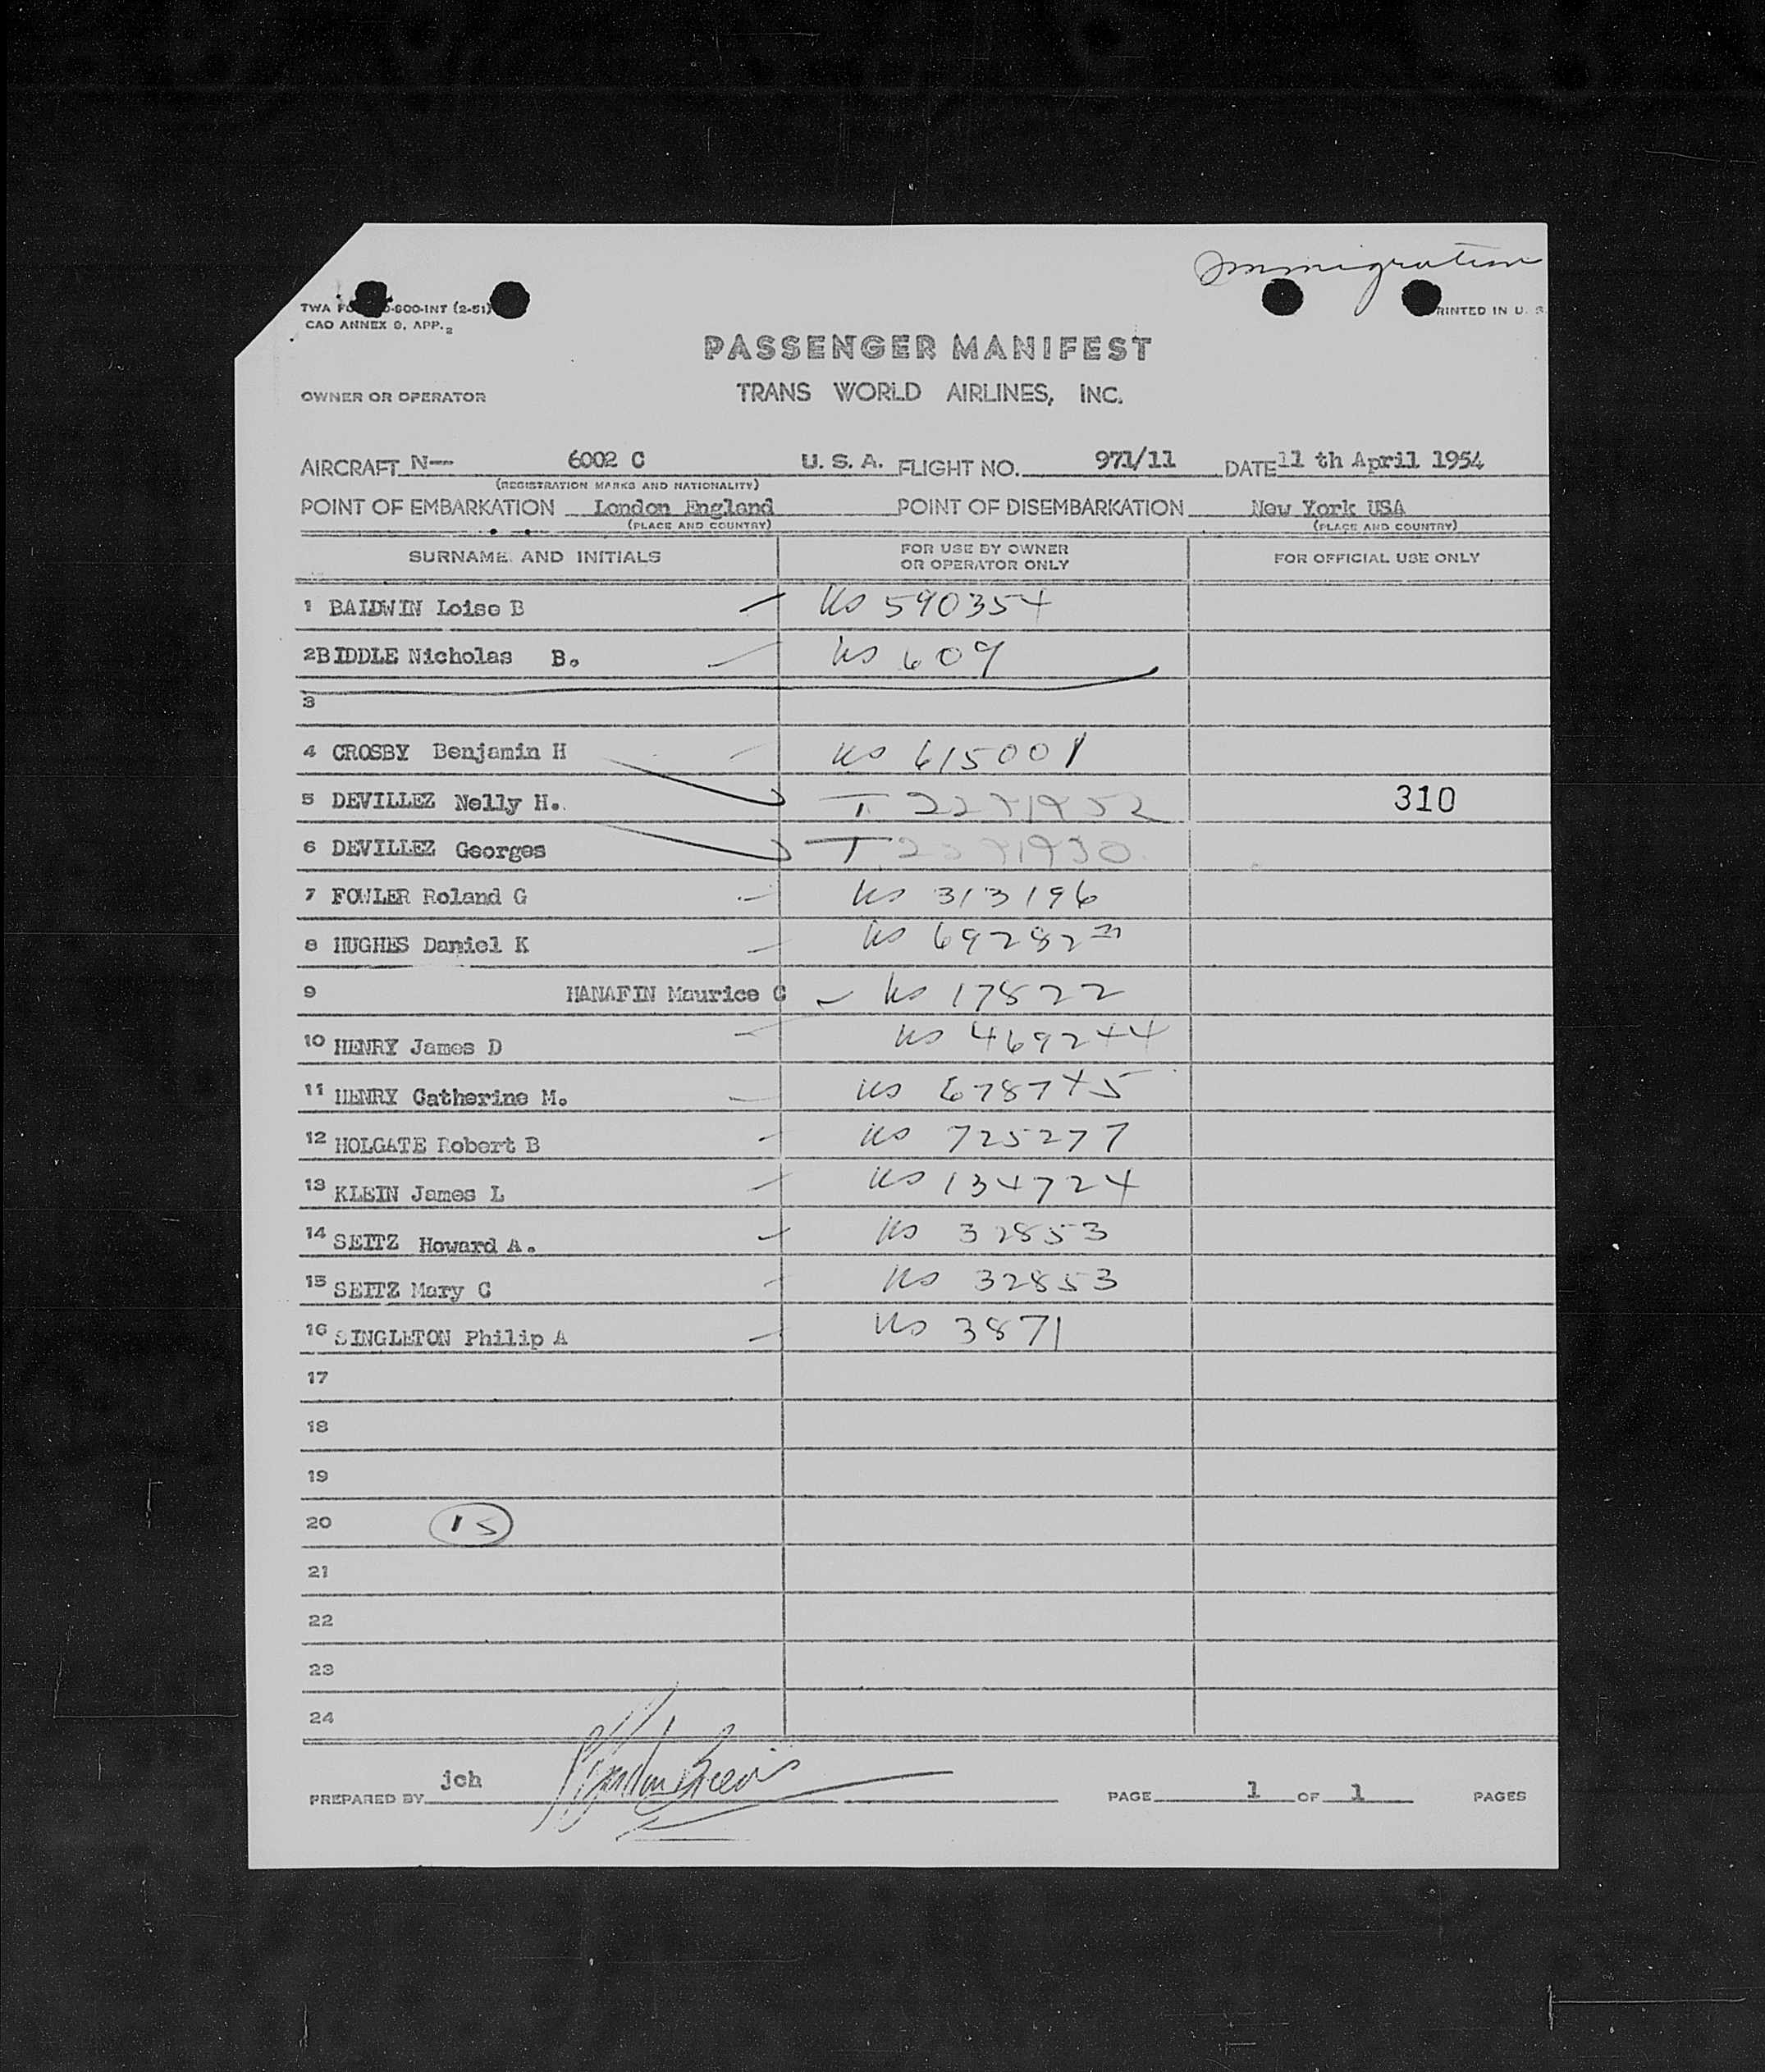 Immigration
TWA FO 0-800-INT (2-51)
CAO ANNEX 9, APP. 2
RINTED IN U. S.
PASSENGER MANIFEST
OWNER OR OPERATOR
TRANS WORLD AIRLINES, INC.
AIRCRAFT N-- 6002 C U. S. A. FLIGHT NO. 971/11 DATE 11 th April 1954
(REGISTRATION MARKS AND NATIONALITY)
POINT OF EMBARKATION London England POINT OF DISEMBARKATION New York USA
(PLACE AND COUNTRY) (PLACE AND COUNTRY)
SURNAME AND INITIALS FOR USE BY OWNER OR OPERATOR ONLY FOR OFFICIAL USE ONLY
1 BALDWIN Loise B US 590354
2 BIDDLE Nicholas B. US 609
3
4 CROSBY Benjamin H US 615001
5 DEVILLEZ Nelly H. T 310
6 DEVILLEZ Georges T
7 FOWLER Roland G US 313196
8 HUGHES Daniel K US
9 HANAFIN Maurice C US 17822
10 HENRY James D US 469244
11 HENRY Catherine M. US 678745
12 HOLGATE Robert B US 725277
13 KLEIN James L US 134724
14 SEITZ Howard A. US 32853
15 SEITZ Mary C US 32853
16 SINGLETON Philip A US 3871
17
18
19
20 15
21
22
23
24
PREPARED BY jch PAGE 1 OF 1 PAGES